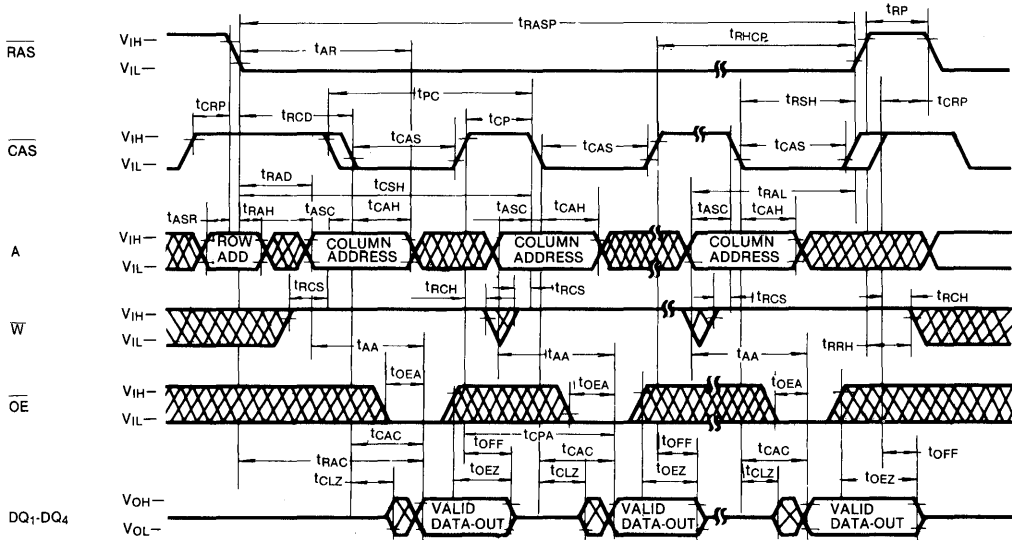 tRASP
tRP
RAS
VIH
VIL
tAR
tRHCP
tCRP
tRCD
tPC
tCP
tRSH
tCRP
CAS
VIH
VIL
tCAS
tCAS
tCAS
tRAD
tCSH
tRAL
tASR
tRAH
tASC
tCAH
tASC
tCAH
tASC
tCAH
A
VIH
VIL
ROW ADD
COLUMN ADDRESS
COLUMN ADDRESS
COLUMN ADDRESS
tRCS
tRCH
tRCS
tRCS
tRCH
W
VIH
VIL
tAA
tAA
tAA
tRRH
OE
VIH
VIL
tOEA
tOEA
tOEA
tCAC
tCPA
tOFF
tCAC
tOFF
tCAC
tOFF
tRAC
tCLZ
tOEZ
tCLZ
tOEZ
tCLZ
tOEZ
DQ1-DQ4
VOH
VOL
VALID DATA-OUT
VALID DATA-OUT
VALID DATA-OUT